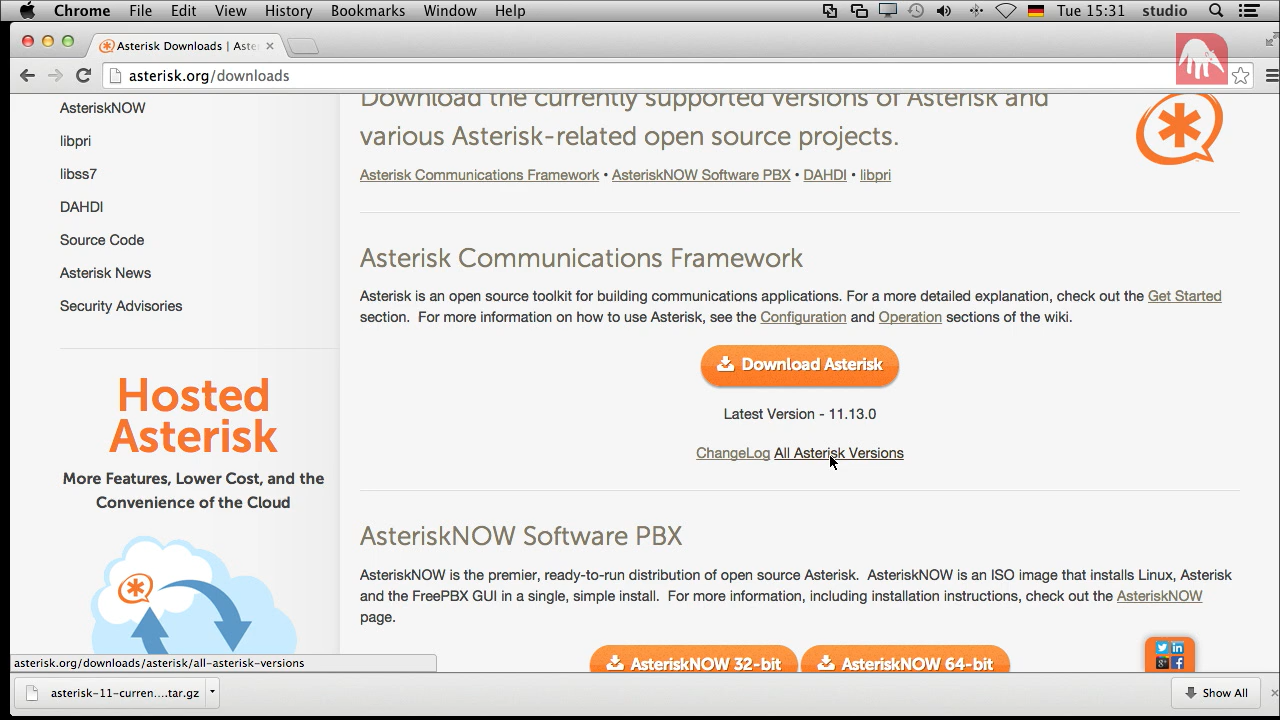 Chrome File Edit View History Bookmarks Window Help Tue 15:31 studio
Asterisk Downloads | Aste
asterisk.org/downloads
AsteriskNOW
libpri
libss7
DAHDI
Source Code
Asterisk News
Security Advisories
Hosted
Asterisk
More Features, Lower Cost, and the
Convenience of the Cloud
Download the currently supported versions of Asterisk and
various Asterisk-related open source projects.
Asterisk Communications Framework • AsteriskNOW Software PBX • DAHDI • libpri
Asterisk Communications Framework
Asterisk is an open source toolkit for building communications applications. For a more detailed explanation, check out the Get Started
section. For more information on how to use Asterisk, see the Configuration and Operation sections of the wiki.
Download Asterisk
Latest Version - 11.13.0
ChangeLog All Asterisk Versions
AsteriskNOW Software PBX
AsteriskNOW is the premier, ready-to-run distribution of open source Asterisk. AsteriskNOW is an ISO image that installs Linux, Asterisk
and the FreePBX GUI in a single, simple install. For more information, including installation instructions, check out the AsteriskNOW
page.
AsteriskNOW 32-bit AsteriskNOW 64-bit
asterisk.org/downloads/asterisk/all-asterisk-versions
asterisk-11-curren....tar.gz Show All